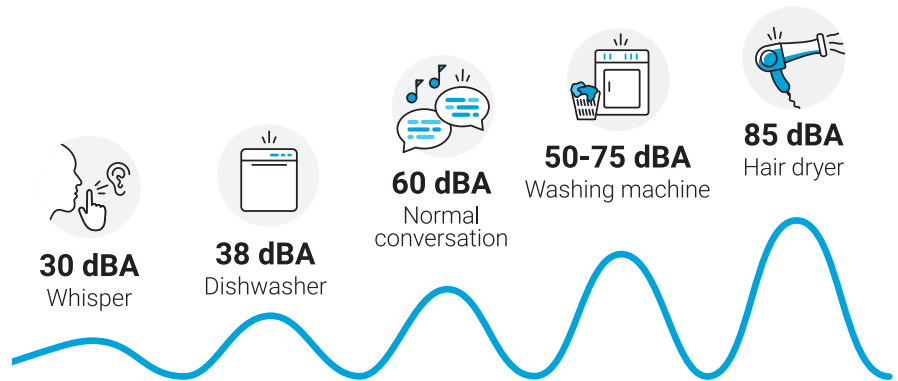 30 dBA
Whisper
38 dBA
Dishwasher
60 dBA
Normal
conversation
50-75 dBA
Washing machine
85 dBA
Hair dryer